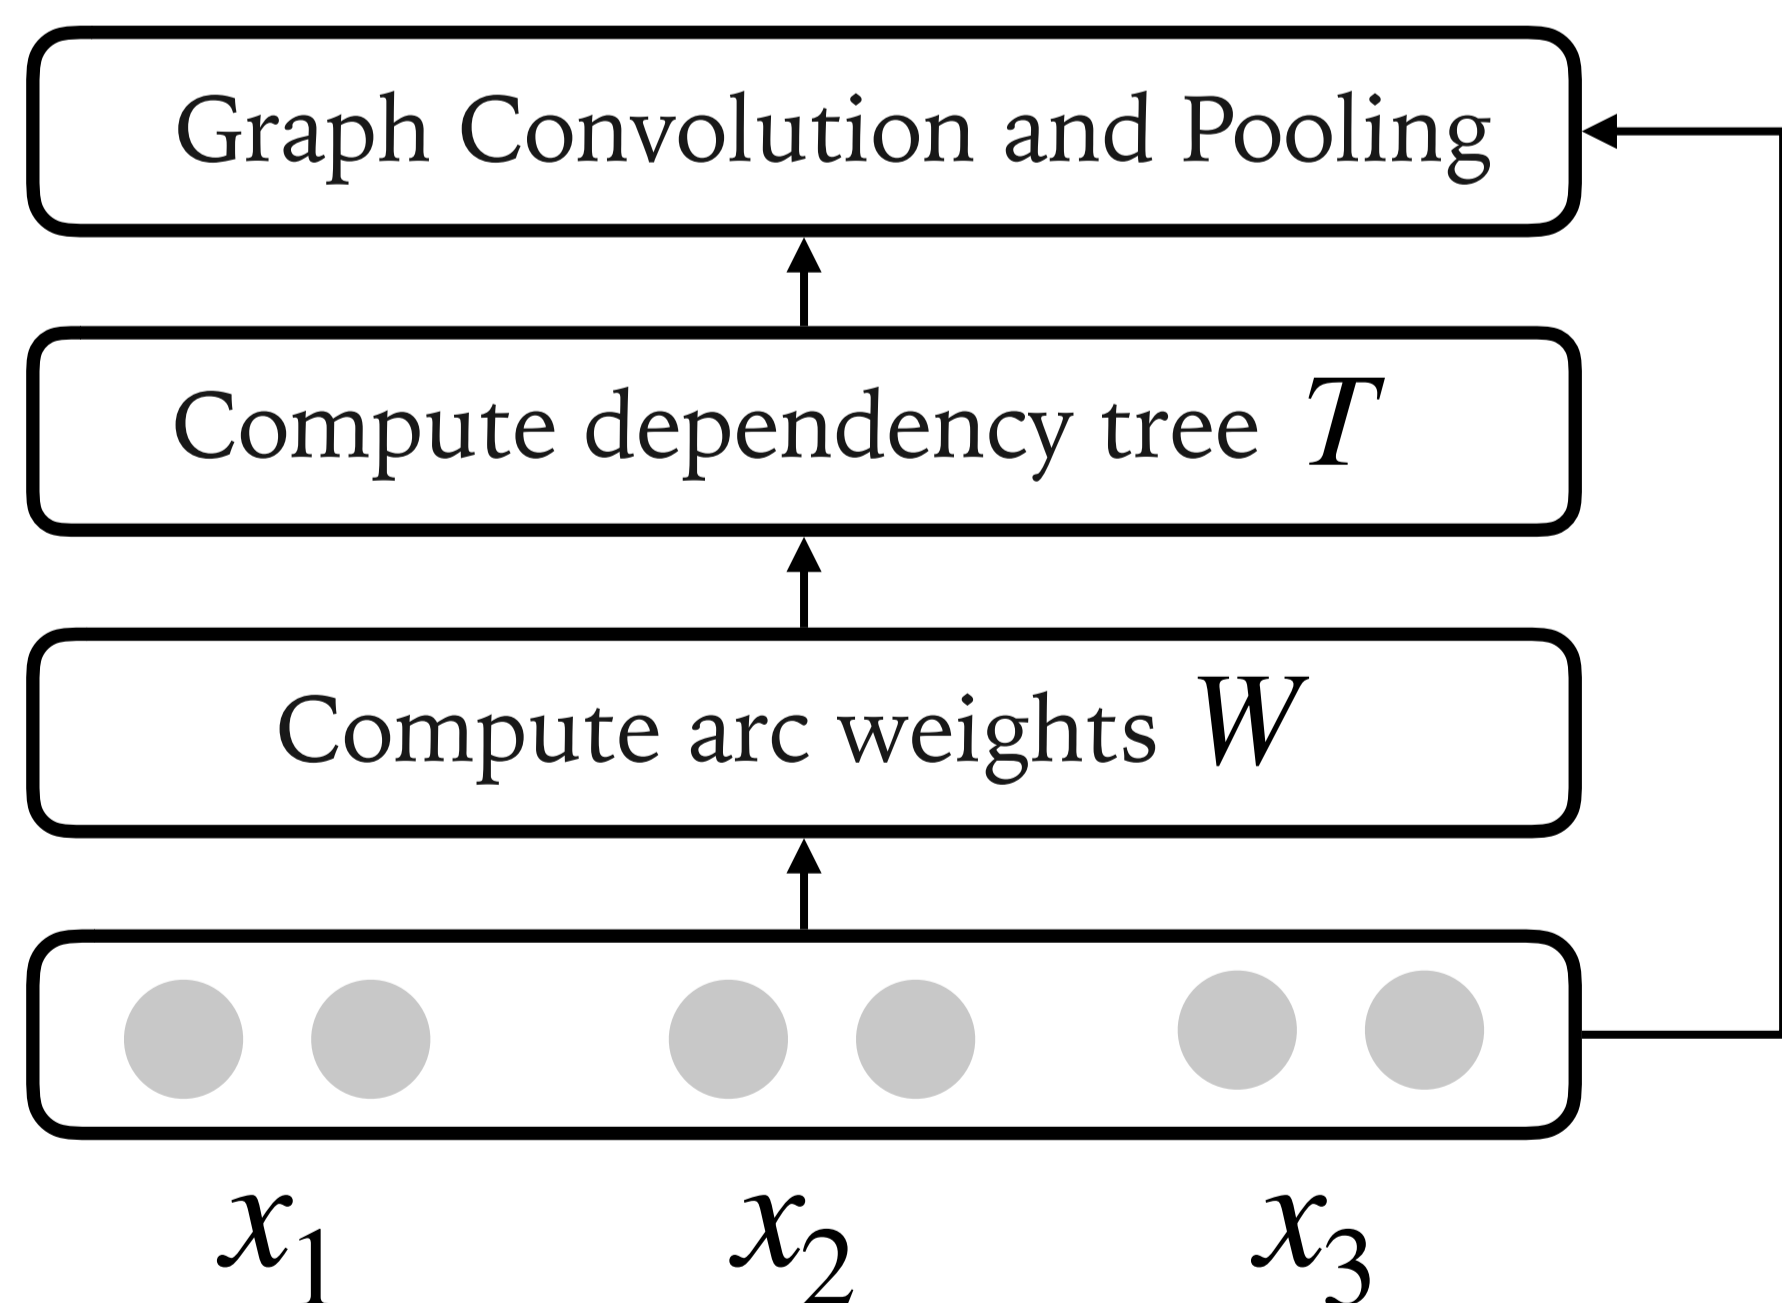 Graph Convolution and Pooling
Compute dependency tree T
Compute arc weights W
x₁ x₂ x₃